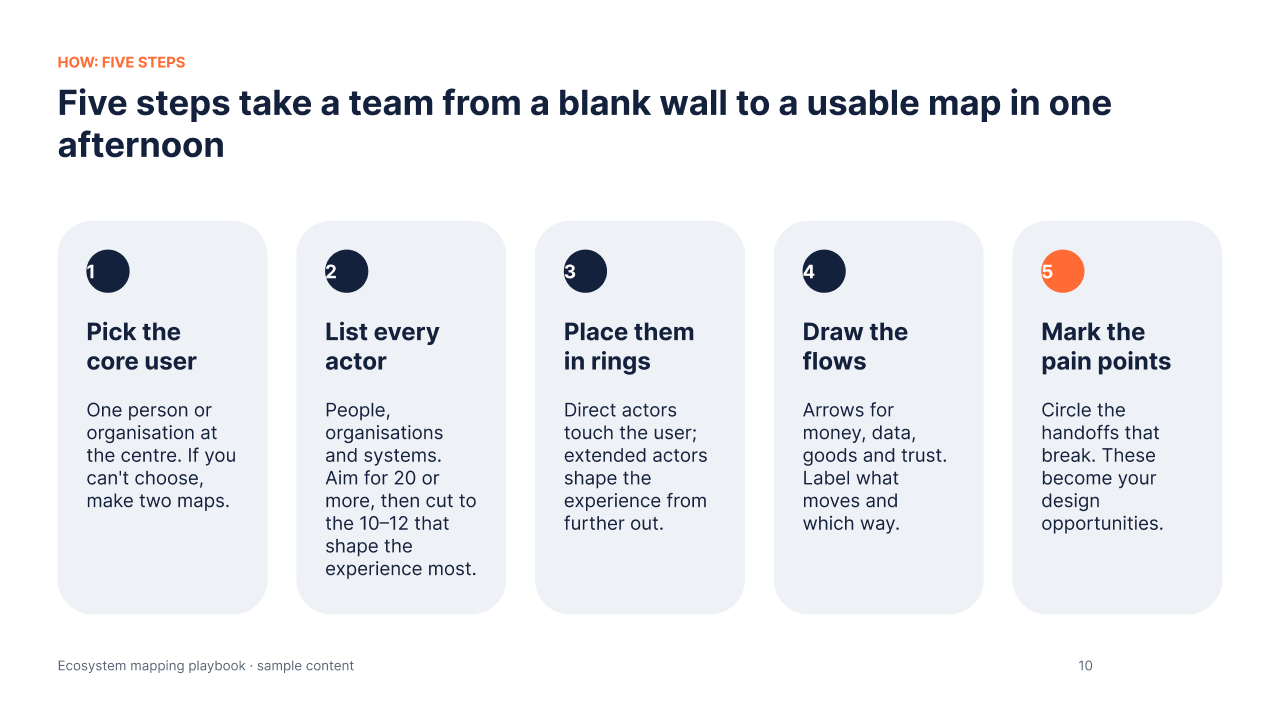 HOW: FIVE STEPS
Five steps take a team from a blank wall to a usable map in one
afternoon
1
Pick the
core user
One person or
organisation at
the centre. If you
can't choose,
make two maps.
2
List every
actor
People,
organisations
and systems.
Aim for 20 or
more, then cut to
the 10–12 that
shape the
experience most.
3
Place them
in rings
Direct actors
touch the user;
extended actors
shape the
experience from
further out.
4
Draw the
flows
Arrows for
money, data,
goods and trust.
Label what
moves and
which way.
5
Mark the
pain points
Circle the
handoffs that
break. These
become your
design
opportunities.
Ecosystem mapping playbook · sample content
10